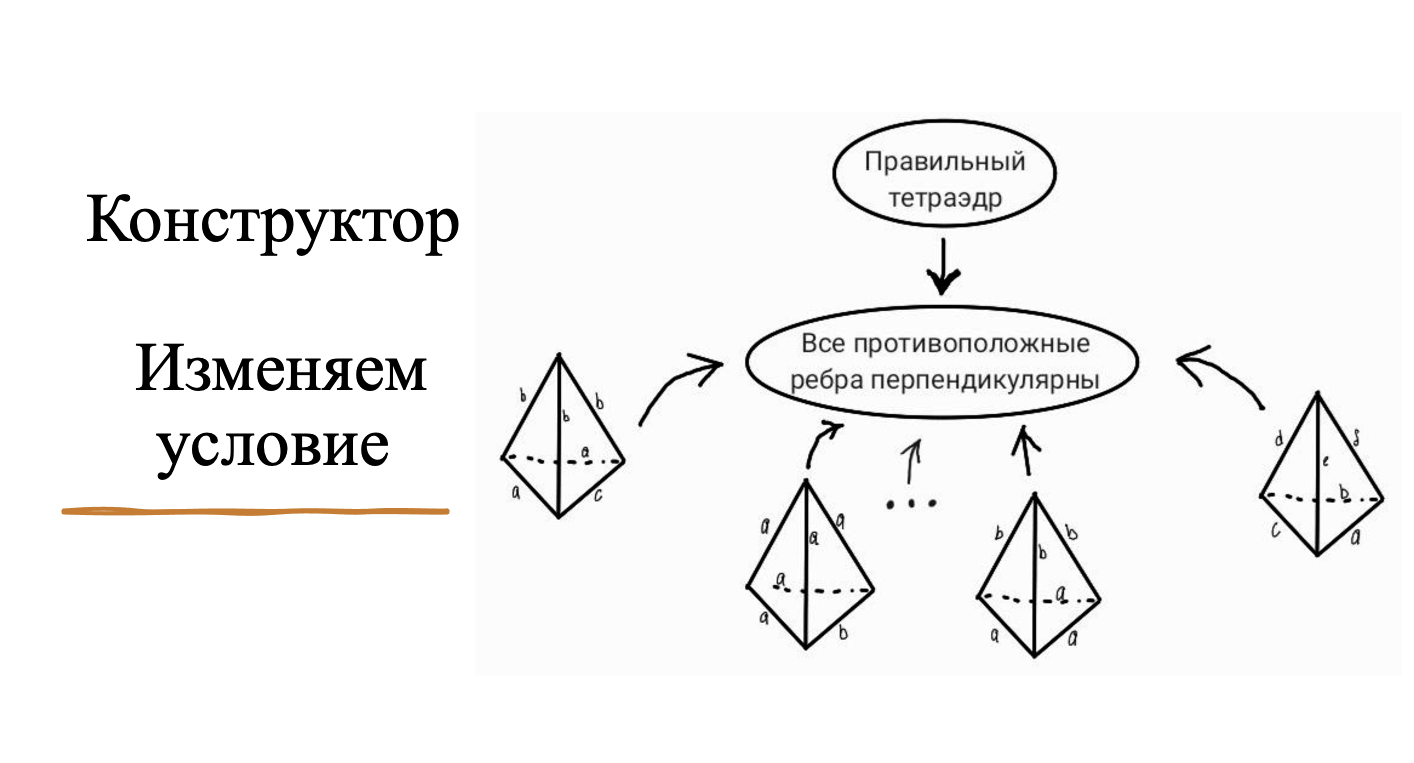 Конструктор
Изменяем
условие
Правильный
тетраэдр
Все противоположные
ребра перпендикулярны
b
b
b
a
a
c
a
a
a
a
a
b
...
b
b
b
a
a
a
d
f
e
b
c
a